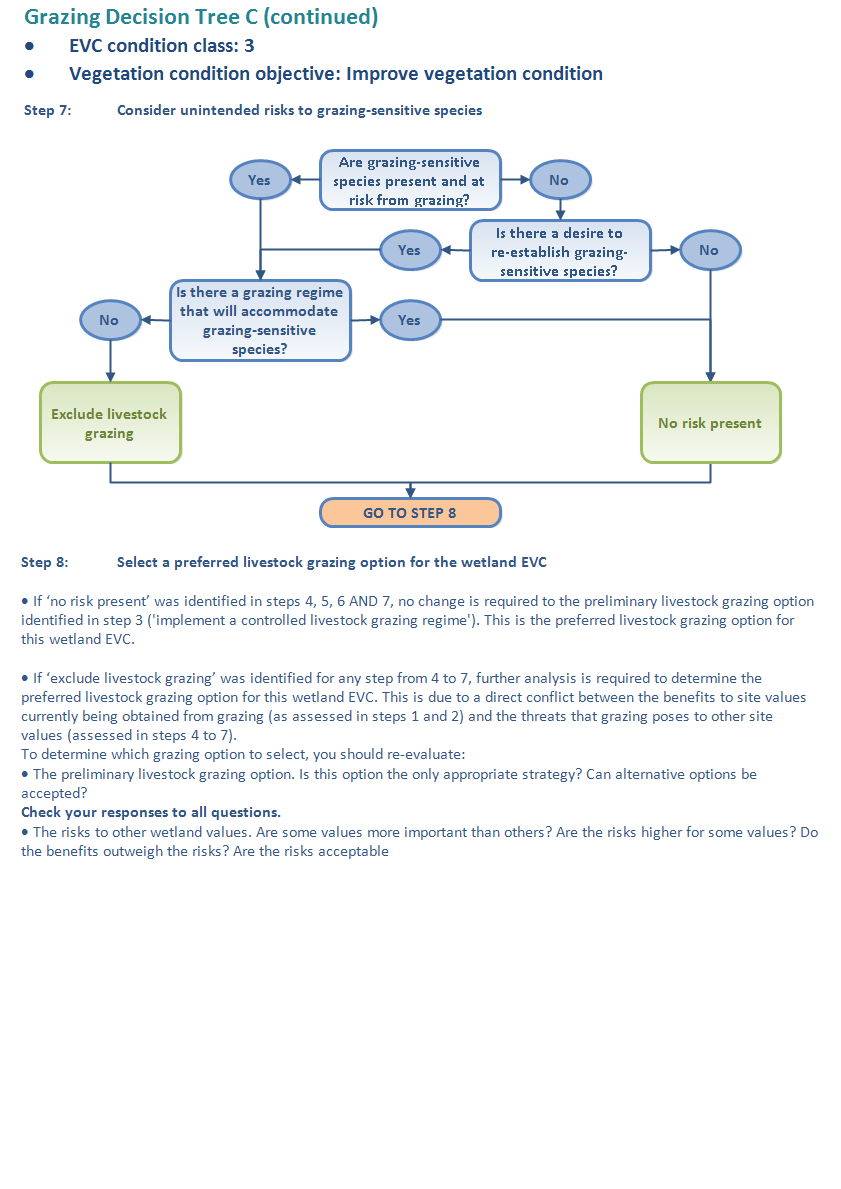 Grazing Decision Tree C (continued)
• EVC condition class: 3
• Vegetation condition objective: Improve vegetation condition
Step 7: Consider unintended risks to grazing-sensitive species
Are grazing-sensitive
species present and at
risk from grazing?
Yes
No
Is there a desire to
re-establish grazing-
sensitive species?
Yes
No
Is there a grazing regime
that will accommodate
grazing-sensitive
species?
No
Yes
Exclude livestock
grazing
No risk present
GO TO STEP 8
Step 8: Select a preferred livestock grazing option for the wetland EVC
• If ‘no risk present’ was identified in steps 4, 5, 6 AND 7, no change is required to the preliminary livestock grazing option
identified in step 3 ('implement a controlled livestock grazing regime'). This is the preferred livestock grazing option for
this wetland EVC.
• If ‘exclude livestock grazing’ was identified for any step from 4 to 7, further analysis is required to determine the
preferred livestock grazing option for this wetland EVC. This is due to a direct conflict between the benefits to site values
currently being obtained from grazing (as assessed in steps 1 and 2) and the threats that grazing poses to other site
values (assessed in steps 4 to 7).
To determine which grazing option to select, you should re-evaluate:
• The preliminary livestock grazing option. Is this option the only appropriate strategy? Can alternative options be
accepted?
Check your responses to all questions.
• The risks to other wetland values. Are some values more important than others? Are the risks higher for some values? Do
the benefits outweigh the risks? Are the risks acceptable